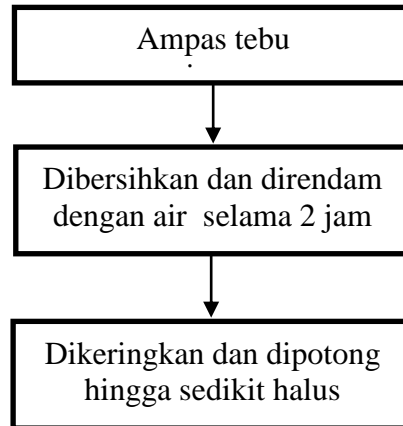 Ampas tebu
Dibersihkan dan direndam
dengan air selama 2 jam
Dikeringkan dan dipotong
hingga sedikit halus